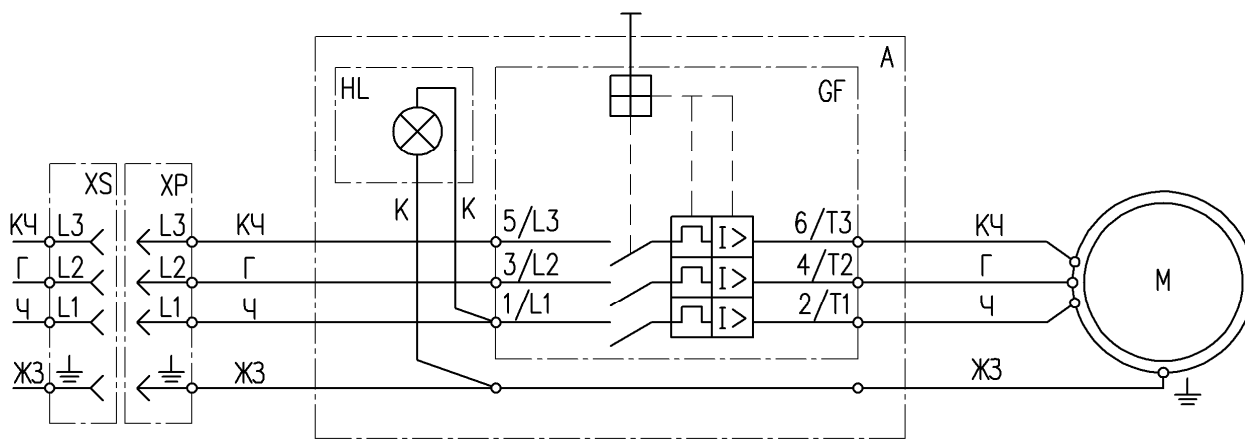 A
HL
GF
XS XP
К К
КЧ L3 L3 КЧ 5/L3 I> 6/T3 КЧ
Г L2 L2 Г 3/L2 I> 4/T2 Г M
Ч L1 L1 Ч 1/L1 I> 2/T1 Ч
ЖЗ ЖЗ ЖЗ